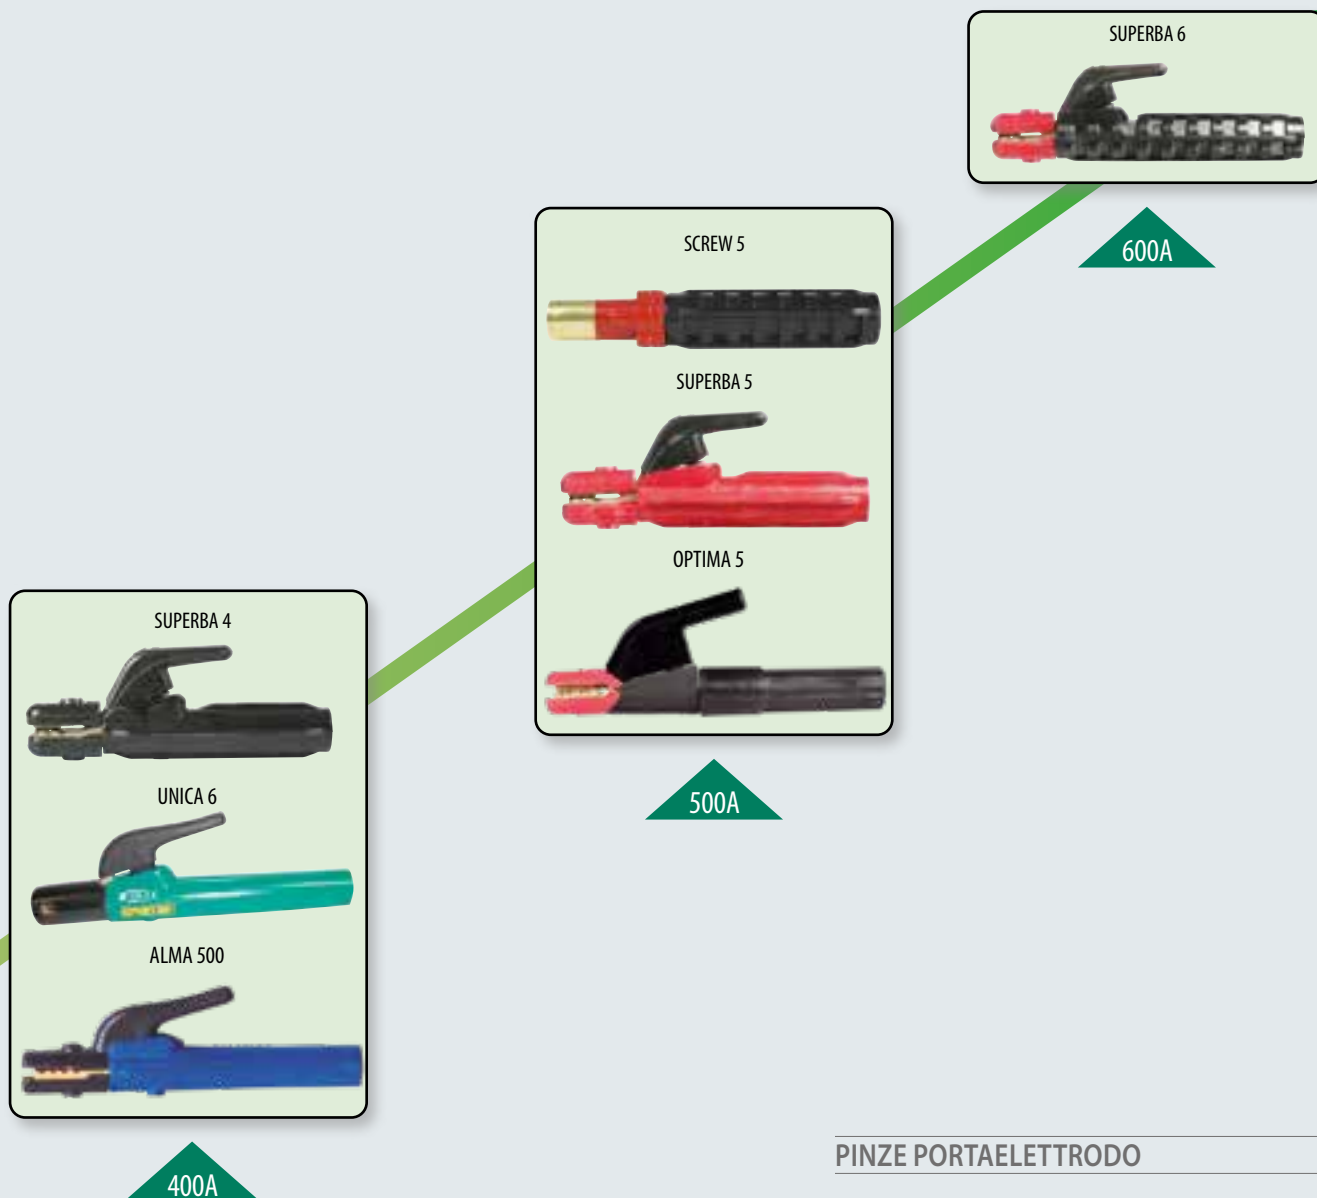 SUPERBA 6
600A
SCREW 5
SUPERBA 5
OPTIMA 5
500A
SUPERBA 4
UNICA 6
ALMA 500
400A
PINZE PORTAELETTRODO